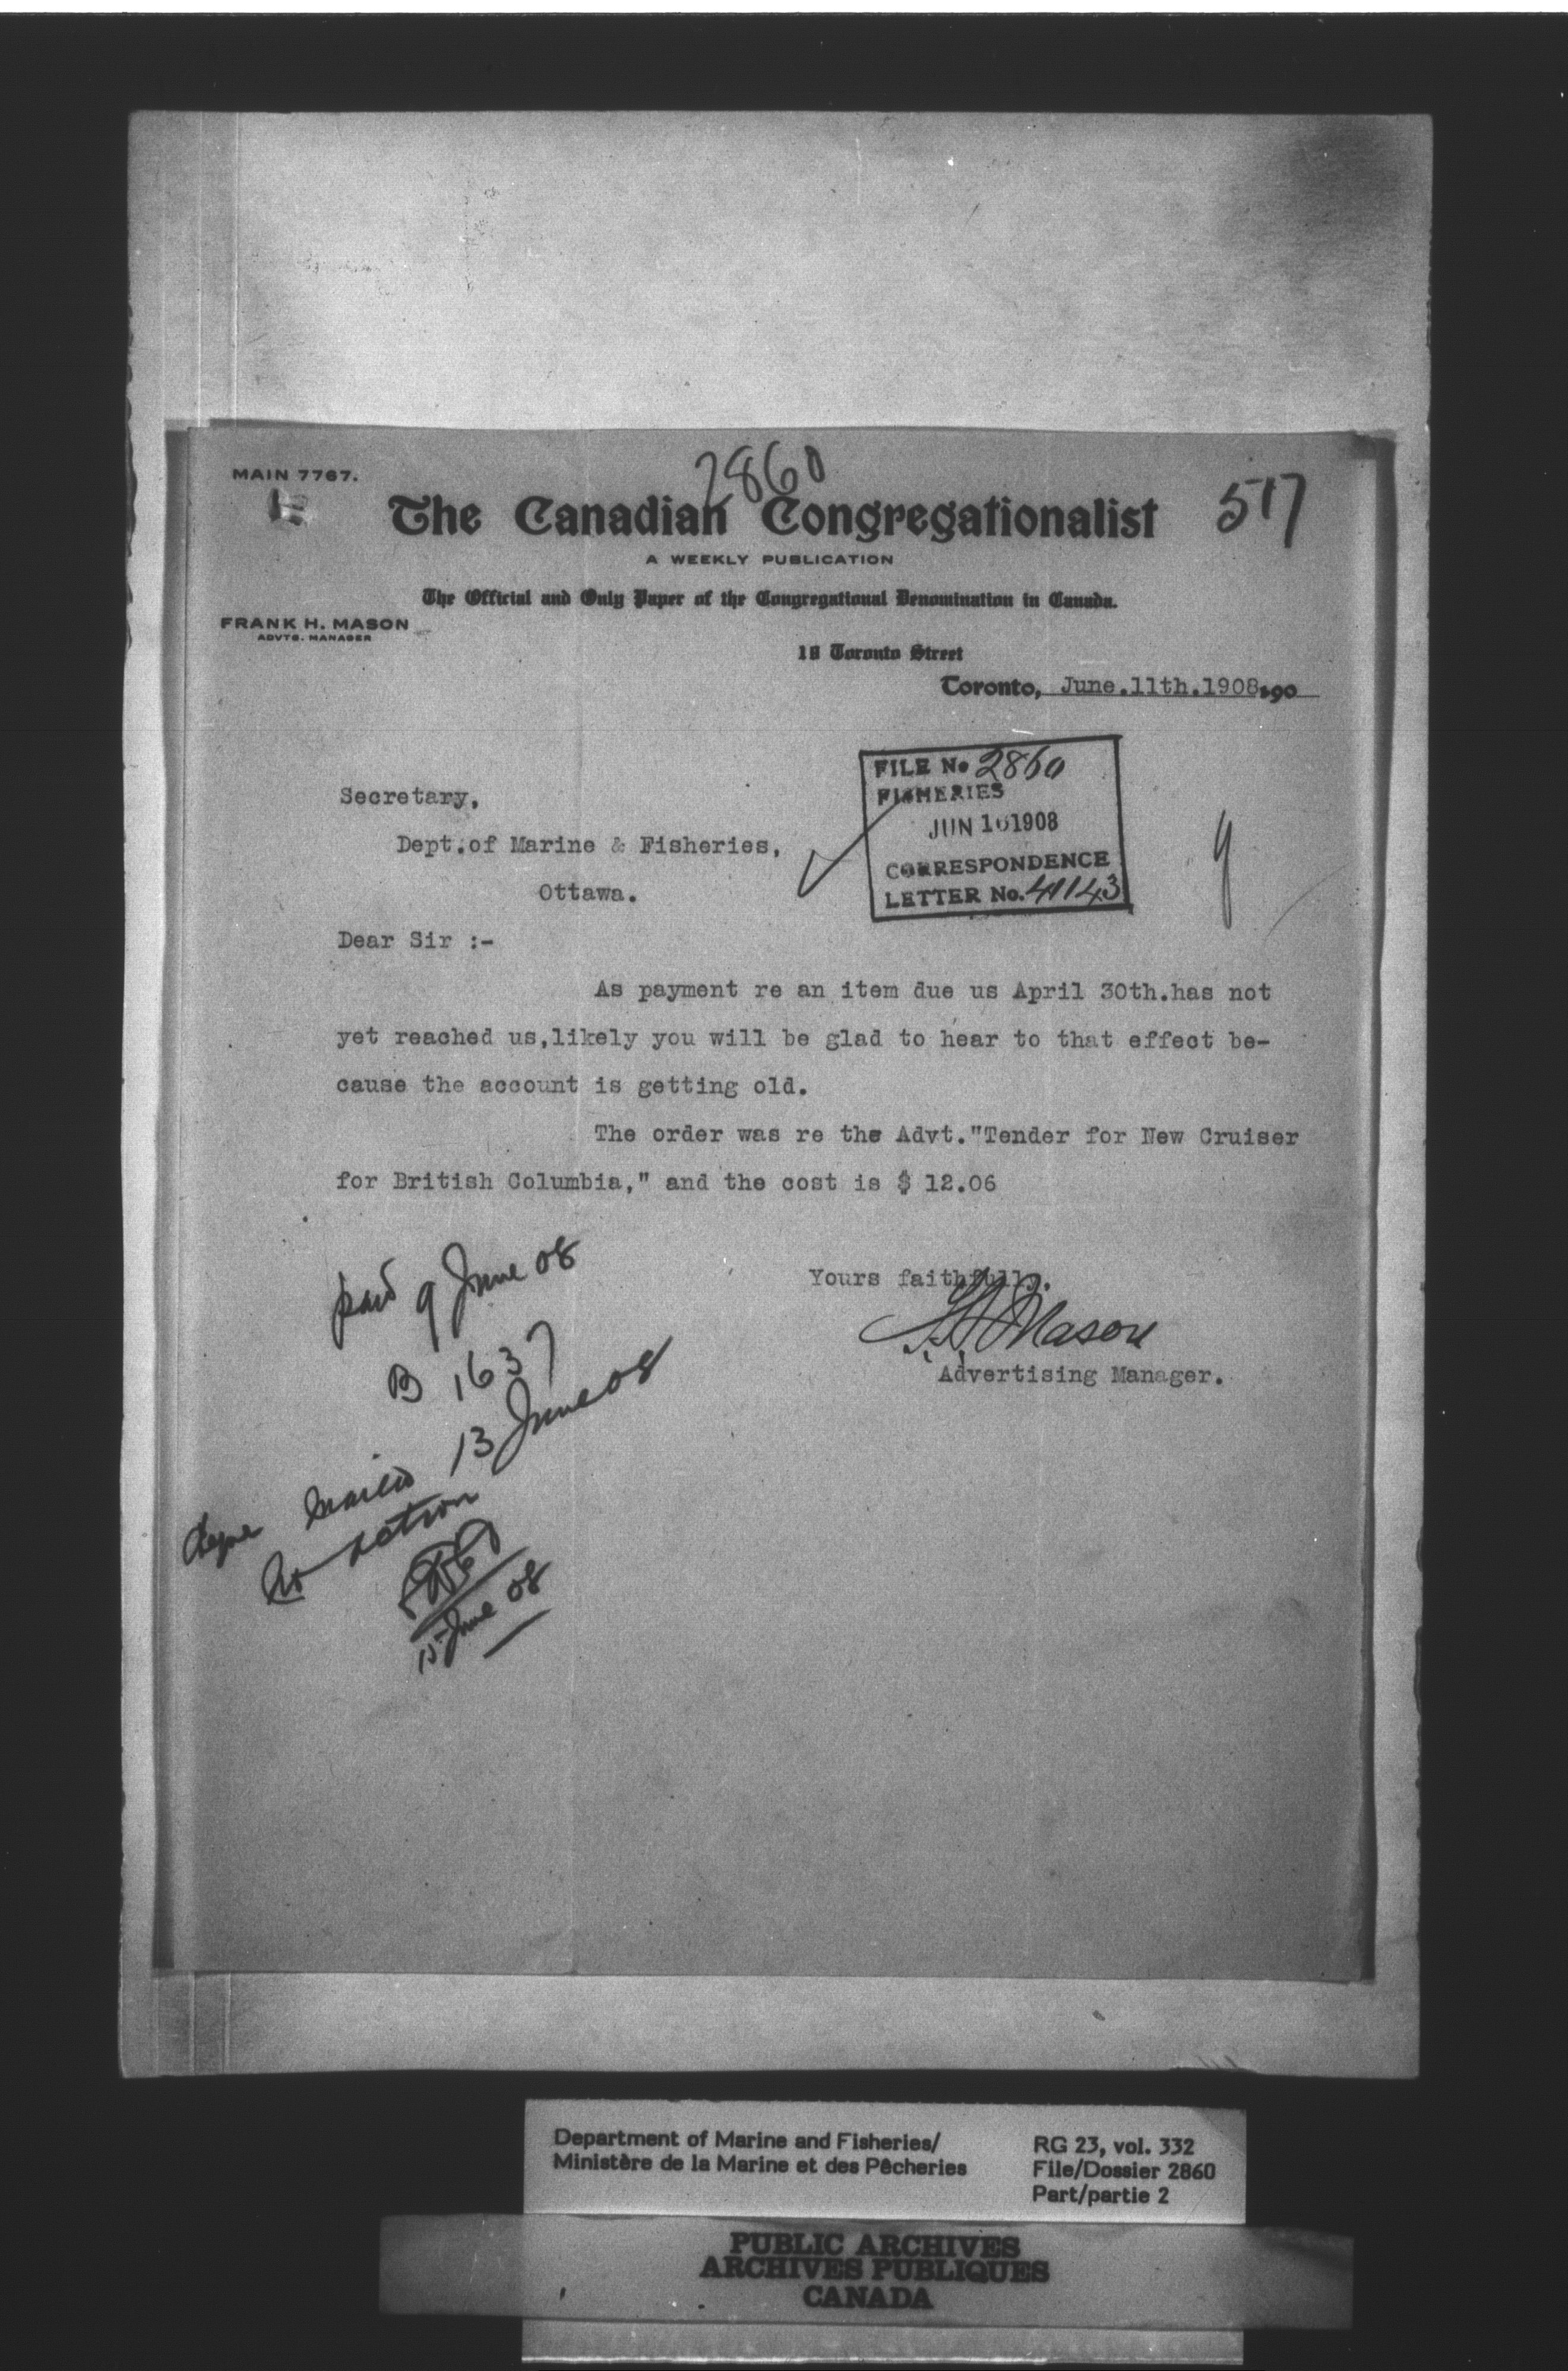 2860
MAIN 7767.
517
The Canadian Congregationalist
A WEEKLY PUBLICATION
The Official and Only Paper of the Congregational Denomination in Canada.
FRANK H. MASON
ADVTG. MANAGER
18 Toronto Street
Toronto, June.11th.1908.190
FILE No 2860
FISHERIES
JUN 16 1908
CORRESPONDENCE
LETTER No. 41143
Secretary,
Dept.of Marine & Fisheries,
Ottawa.
Dear Sir :-
As payment re an item due us April 30th.has not
yet reached us,likely you will be glad to hear to that effect be-
cause the account is getting old.
The order was re the Advt."Tender for New Cruiser
for British Columbia," and the cost is $ 12.06
Yours faithfully.
F.H. Mason
Advertising Manager.
paid 9 June 08
B 1637
mailed 13 June 08
No action
15 June 08
Department of Marine and Fisheries/
Ministère de la Marine et des Pêcheries
RG 23, vol. 332
File/Dossier 2860
Part/partie 2
PUBLIC ARCHIVES
ARCHIVES PUBLIQUES
CANADA